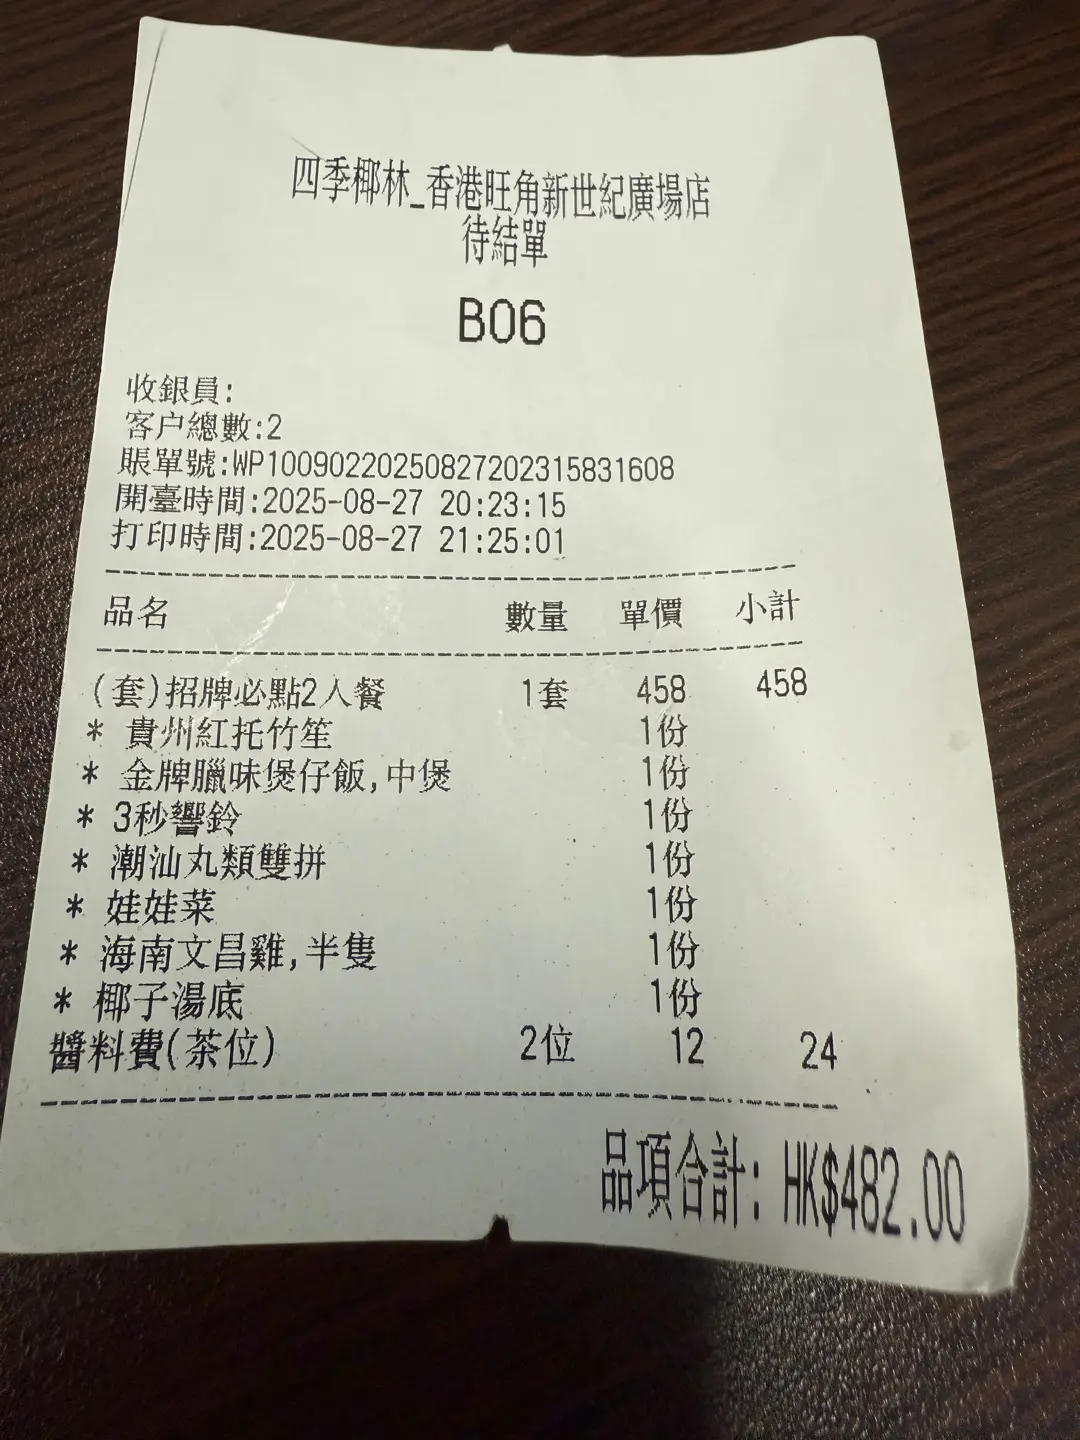 四季椰林_香港旺角新世紀廣場店
待結單
B06
收銀員:
客户總數:2
賬單號:WP10090220250827202315831608
開臺時間:2025-08-27 20:23:15
打印時間:2025-08-27 21:25:01
品名 數量 單價 小計
(套)招牌必點2人餐 1套 458 458
* 貴州紅托竹笙 1份
* 金牌臘味煲仔飯,中煲 1份
* 3秒響鈴 1份
* 潮汕丸類雙拼 1份
* 娃娃菜 1份
* 海南文昌雞,半隻 1份
* 椰子湯底 1份
醬料費(茶位) 2位 12 24
品項合計: HK$482.00